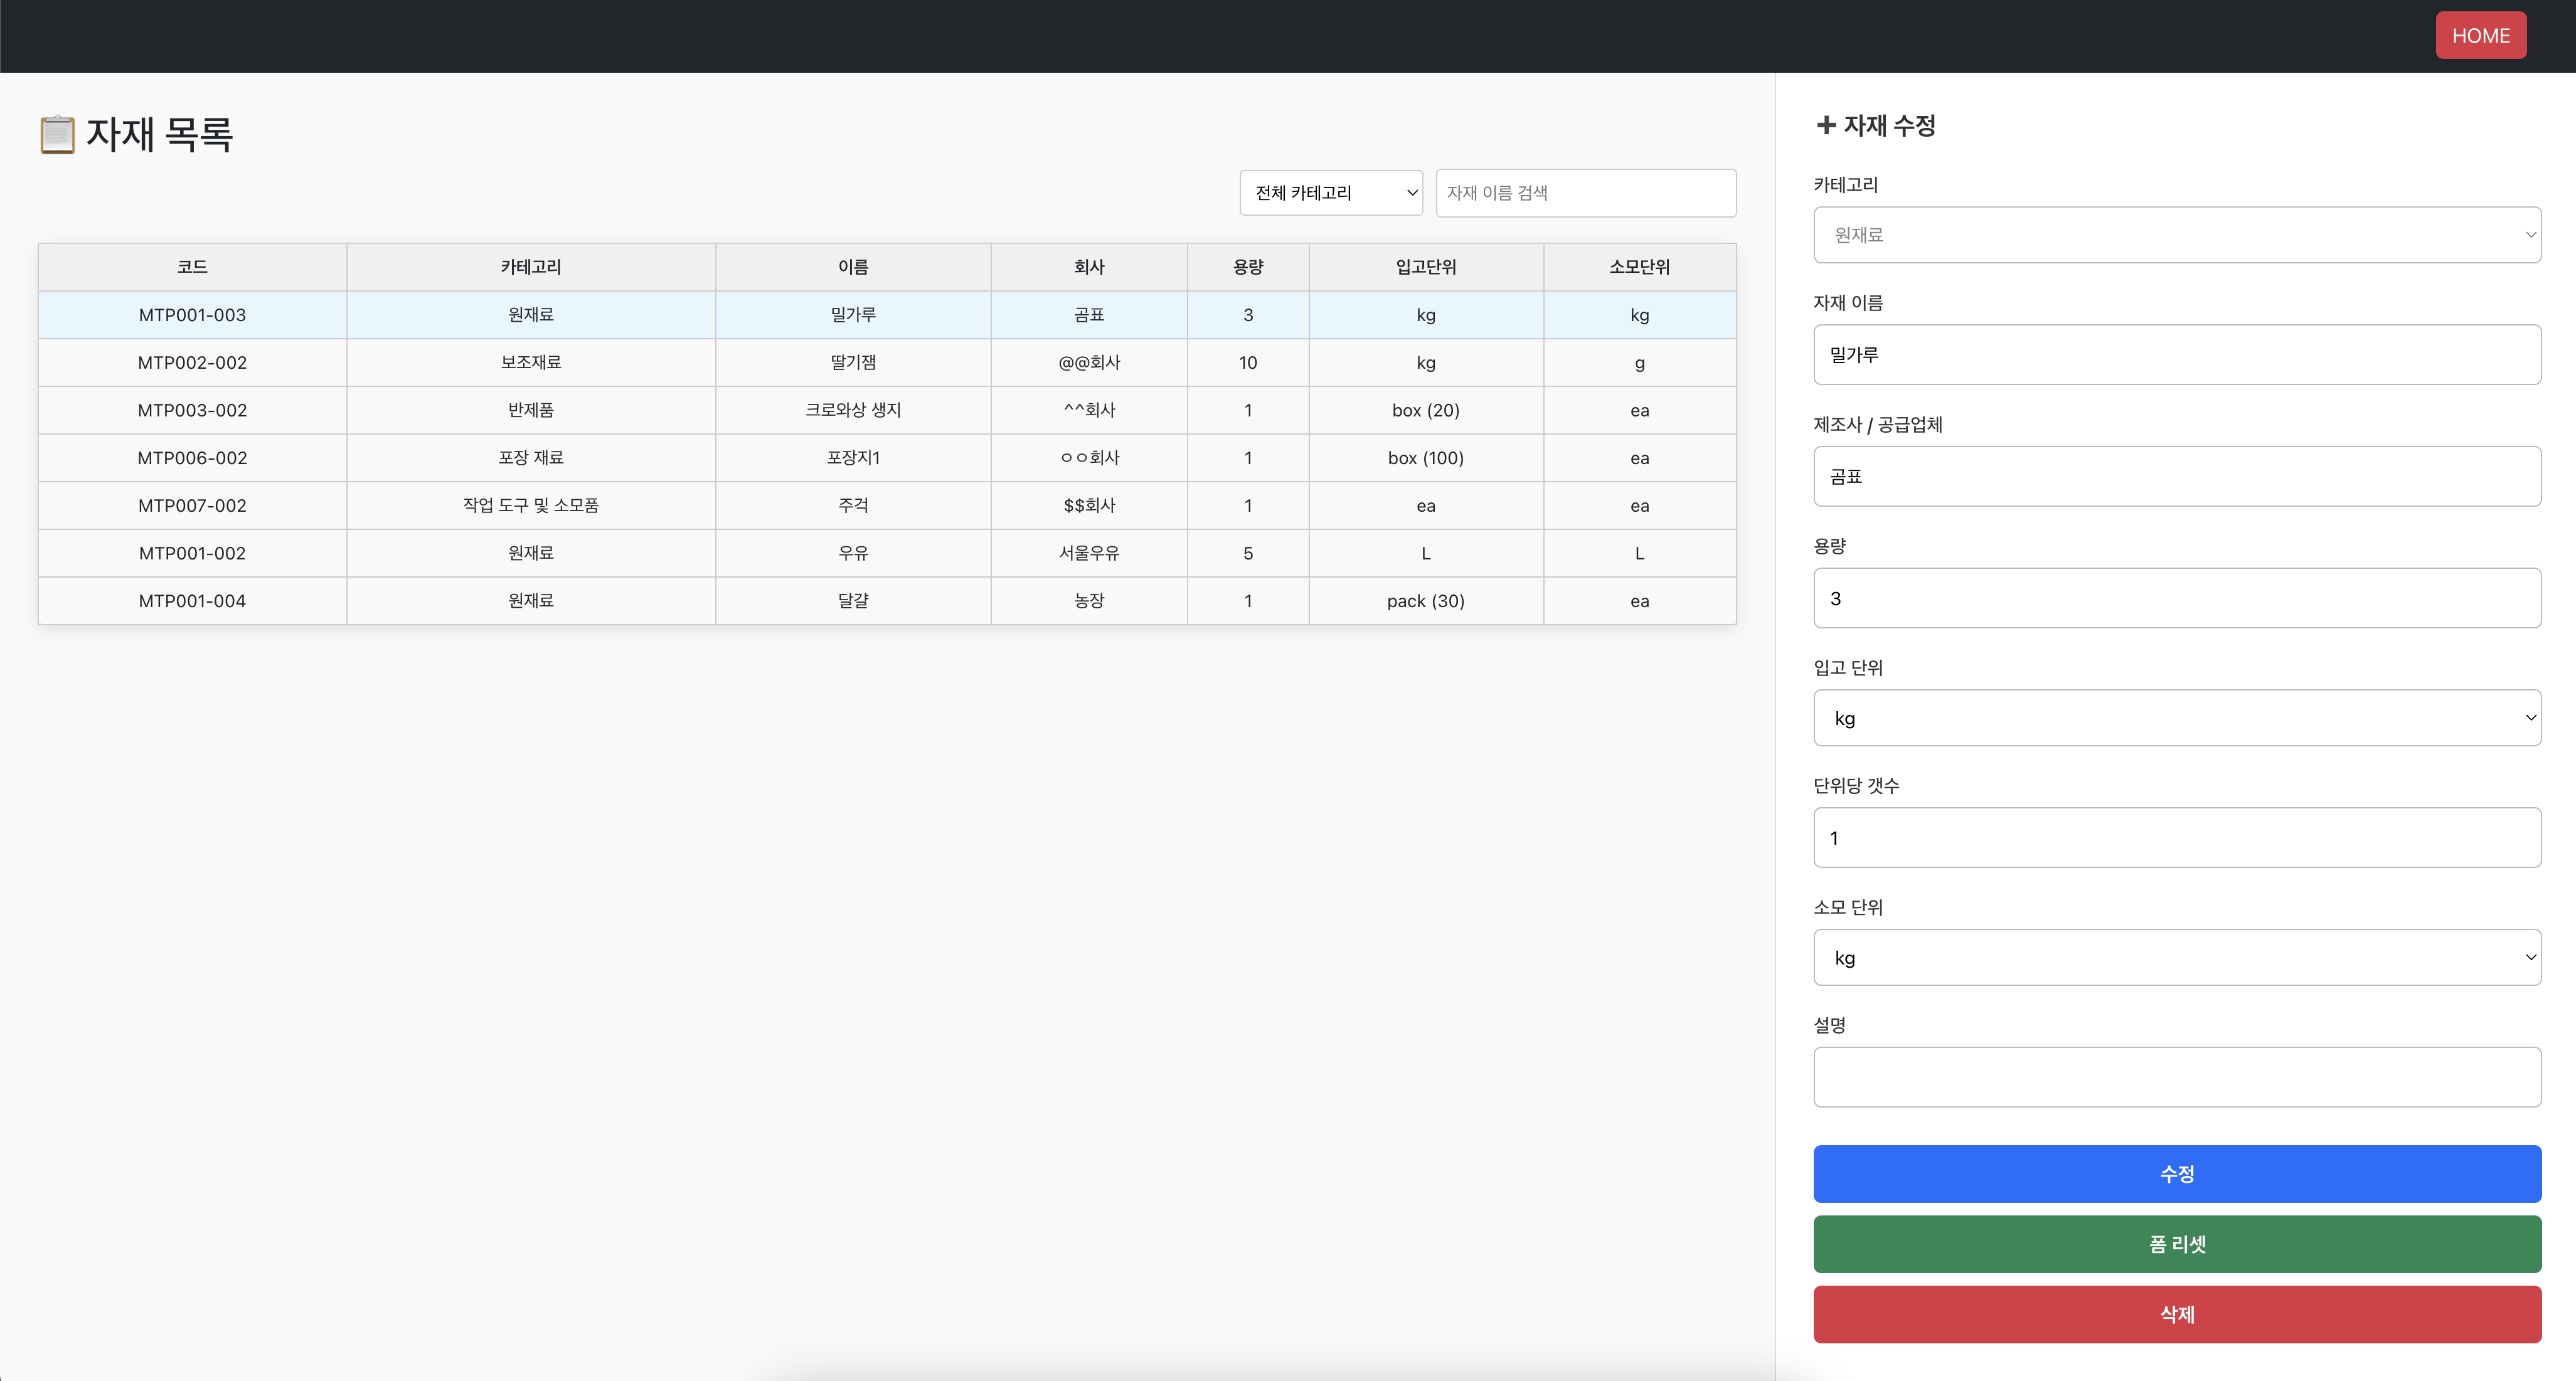 HOME
자재 목록
전체 카테고리 자재 이름 검색
코드 카테고리 이름 회사 용량 입고단위 소모단위
MTP001-003 원재료 밀가루 곰표 3 kg kg
MTP002-002 보조재료 딸기잼 @@회사 10 kg g
MTP003-002 반제품 크로와상 생지 ^^회사 1 box (20) ea
MTP006-002 포장 재료 포장지1 ㅇㅇ회사 1 box (100) ea
MTP007-002 작업 도구 및 소모품 주걱 $$회사 1 ea ea
MTP001-002 원재료 우유 서울우유 5 L L
MTP001-004 원재료 달걀 농장 1 pack (30) ea
➕ 자재 수정
카테고리
원재료
자재 이름
밀가루
제조사 / 공급업체
곰표
용량
3
입고 단위
kg
단위당 갯수
1
소모 단위
kg
설명
수정
폼 리셋
삭제